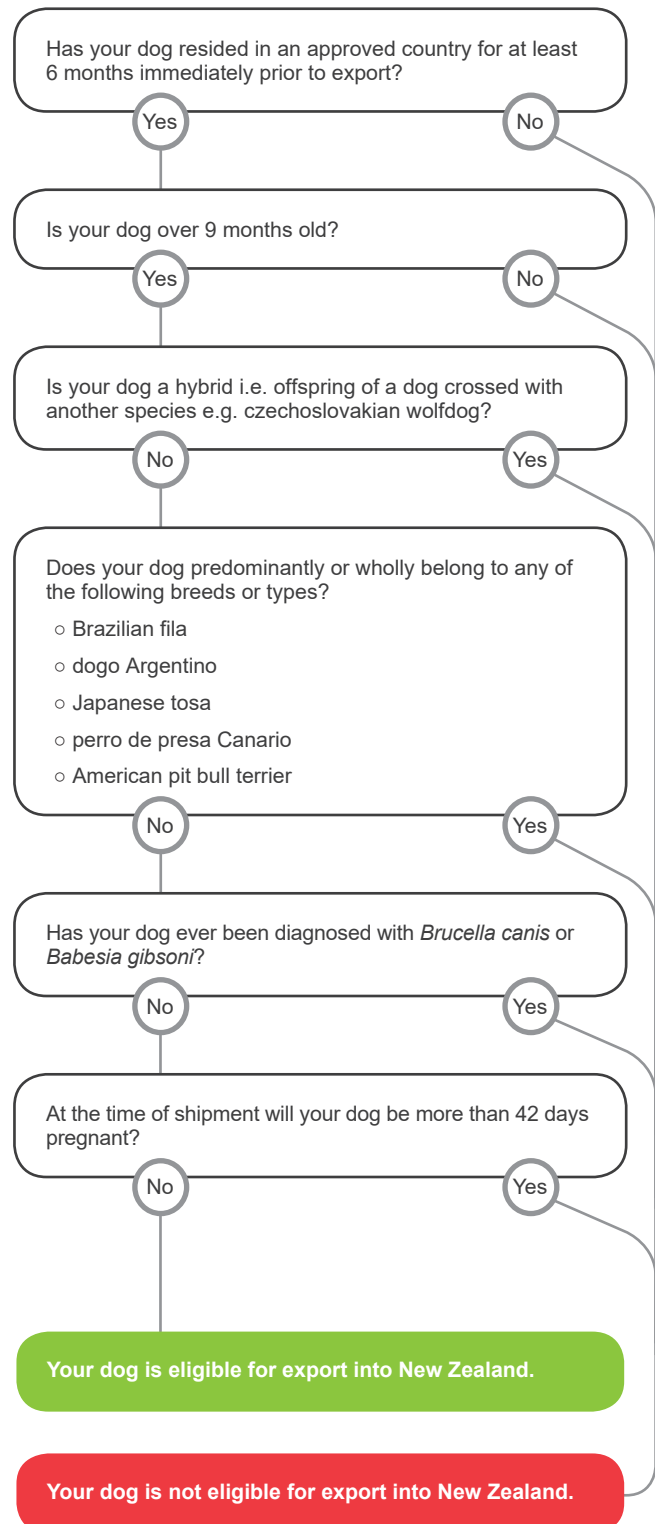 Has your dog resided in an approved country for at least
6 months immediately prior to export?
Yes
No
Is your dog over 9 months old?
Yes
No
Is your dog a hybrid i.e. offspring of a dog crossed with
another species e.g. czechoslovakian wolfdog?
No
Yes
Does your dog predominantly or wholly belong to any of
the following breeds or types?
○ Brazilian fila
○ dogo Argentino
○ Japanese tosa
○ perro de presa Canario
○ American pit bull terrier
No
Yes
Has your dog ever been diagnosed with Brucella canis or
Babesia gibsoni?
No
Yes
At the time of shipment will your dog be more than 42 days
pregnant?
No
Yes
Your dog is eligible for export into New Zealand.
Your dog is not eligible for export into New Zealand.